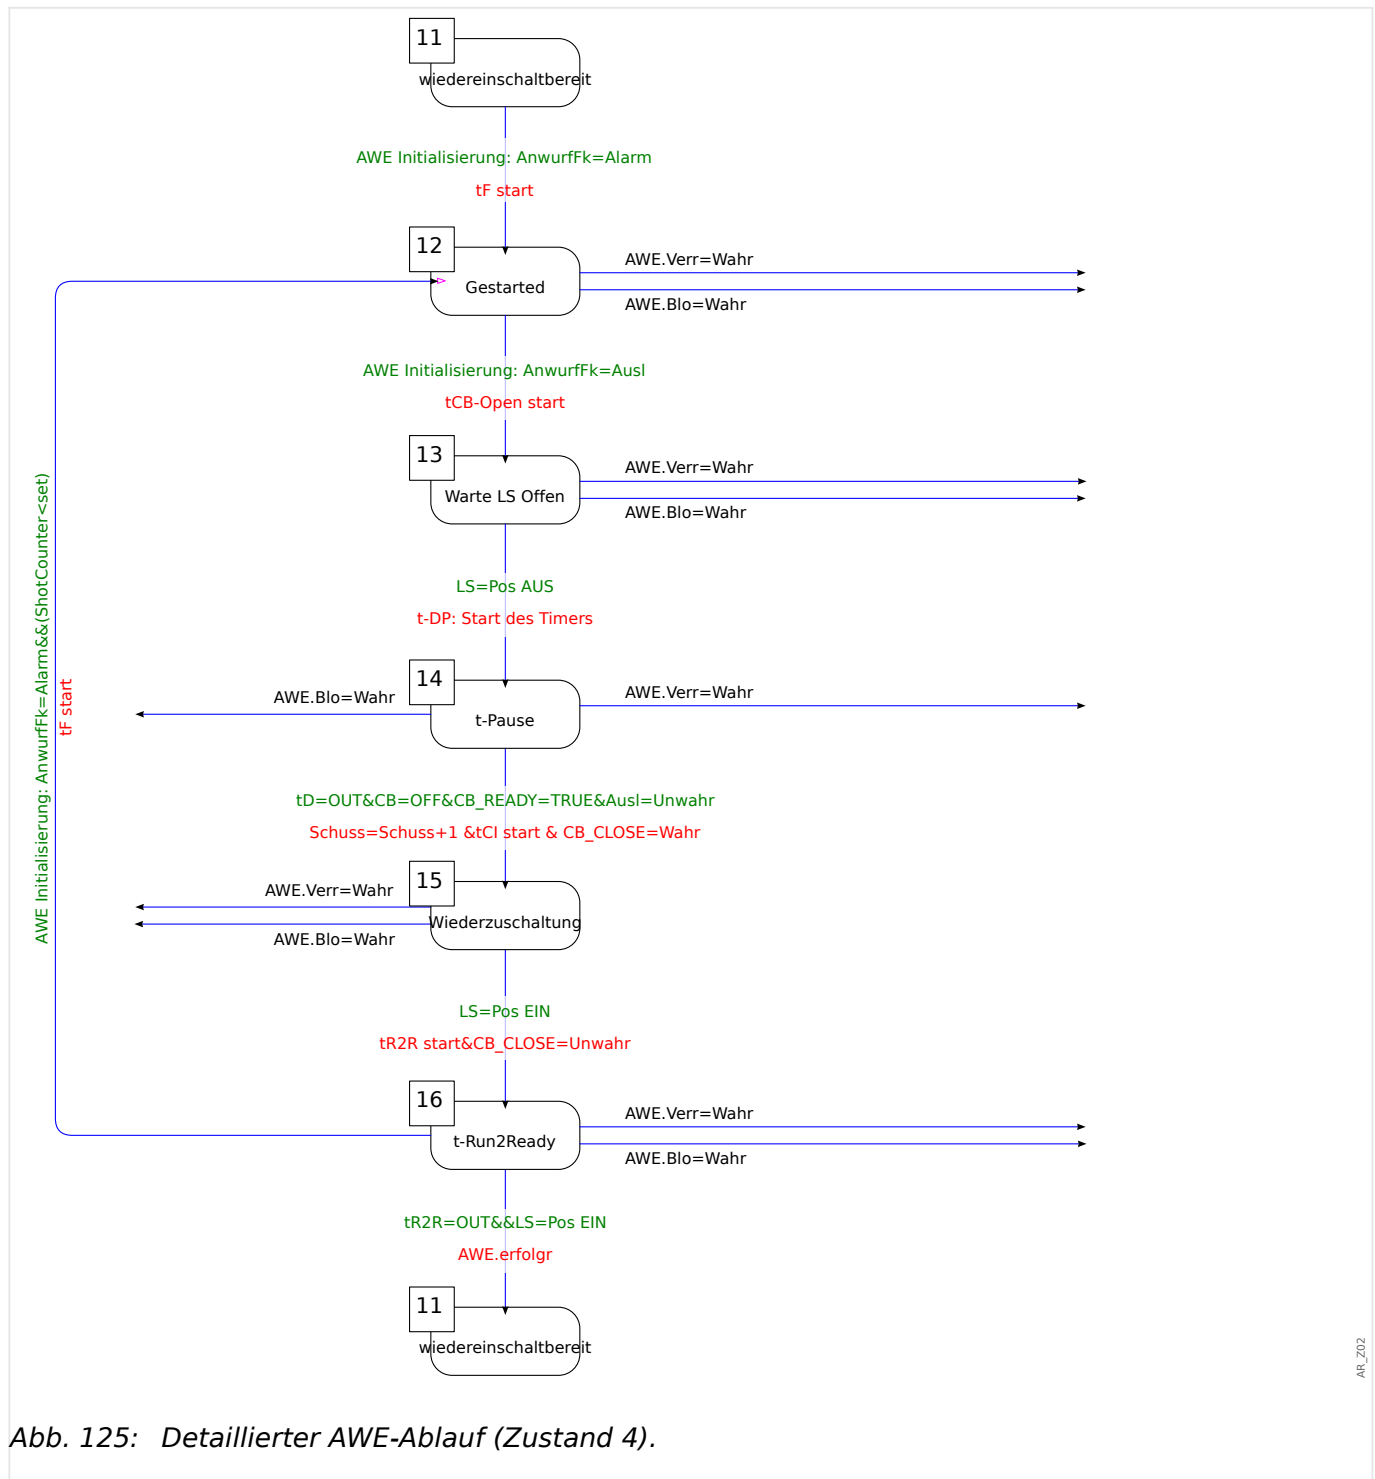 11
wiedereinschaltbereit
AWE Initialisierung: AnwurfFk=Alarm
tF start
12
Gestarted
AWE.Verr=Wahr
AWE.Blo=Wahr
AWE Initialisierung: AnwurfFk=Ausl
tCB-Open start
13
Warte LS Offen
AWE.Verr=Wahr
AWE.Blo=Wahr
LS=Pos AUS
t-DP: Start des Timers
14
t-Pause
AWE.Blo=Wahr
AWE.Verr=Wahr
AWE Initialisierung: AnwurfFk=Alarm&&(ShotCounter<set)
tF start
tD=OUT&CB=OFF&CB_READY=TRUE&Ausl=Unwahr
Schuss=Schuss+1 &tCI start & CB_CLOSE=Wahr
15
Wiederzuschaltung
AWE.Verr=Wahr
AWE.Blo=Wahr
LS=Pos EIN
tR2R start&CB_CLOSE=Unwahr
16
t-Run2Ready
AWE.Verr=Wahr
AWE.Blo=Wahr
tR2R=OUT&&LS=Pos EIN
AWE.erfolgr
11
wiedereinschaltbereit
AR_Z02
Abb. 125: Detaillierter AWE-Ablauf (Zustand 4).